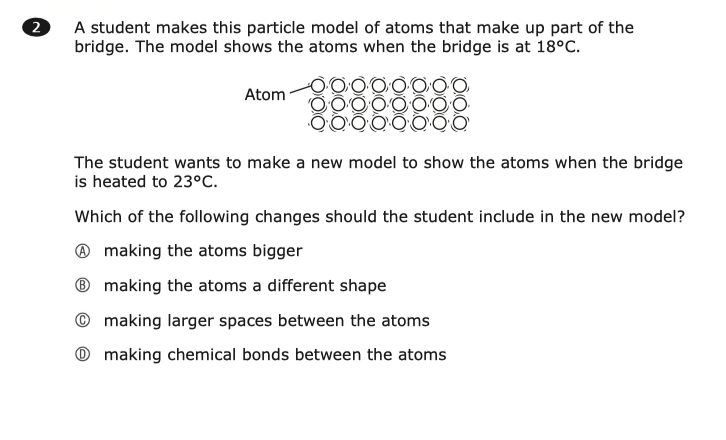 2 A student makes this particle model of atoms that make up part of the
bridge. The model shows the atoms when the bridge is at 18°C.
Atom
The student wants to make a new model to show the atoms when the bridge
is heated to 23°C.
Which of the following changes should the student include in the new model?
Ⓐ making the atoms bigger
Ⓑ making the atoms a different shape
Ⓒ making larger spaces between the atoms
Ⓓ making chemical bonds between the atoms